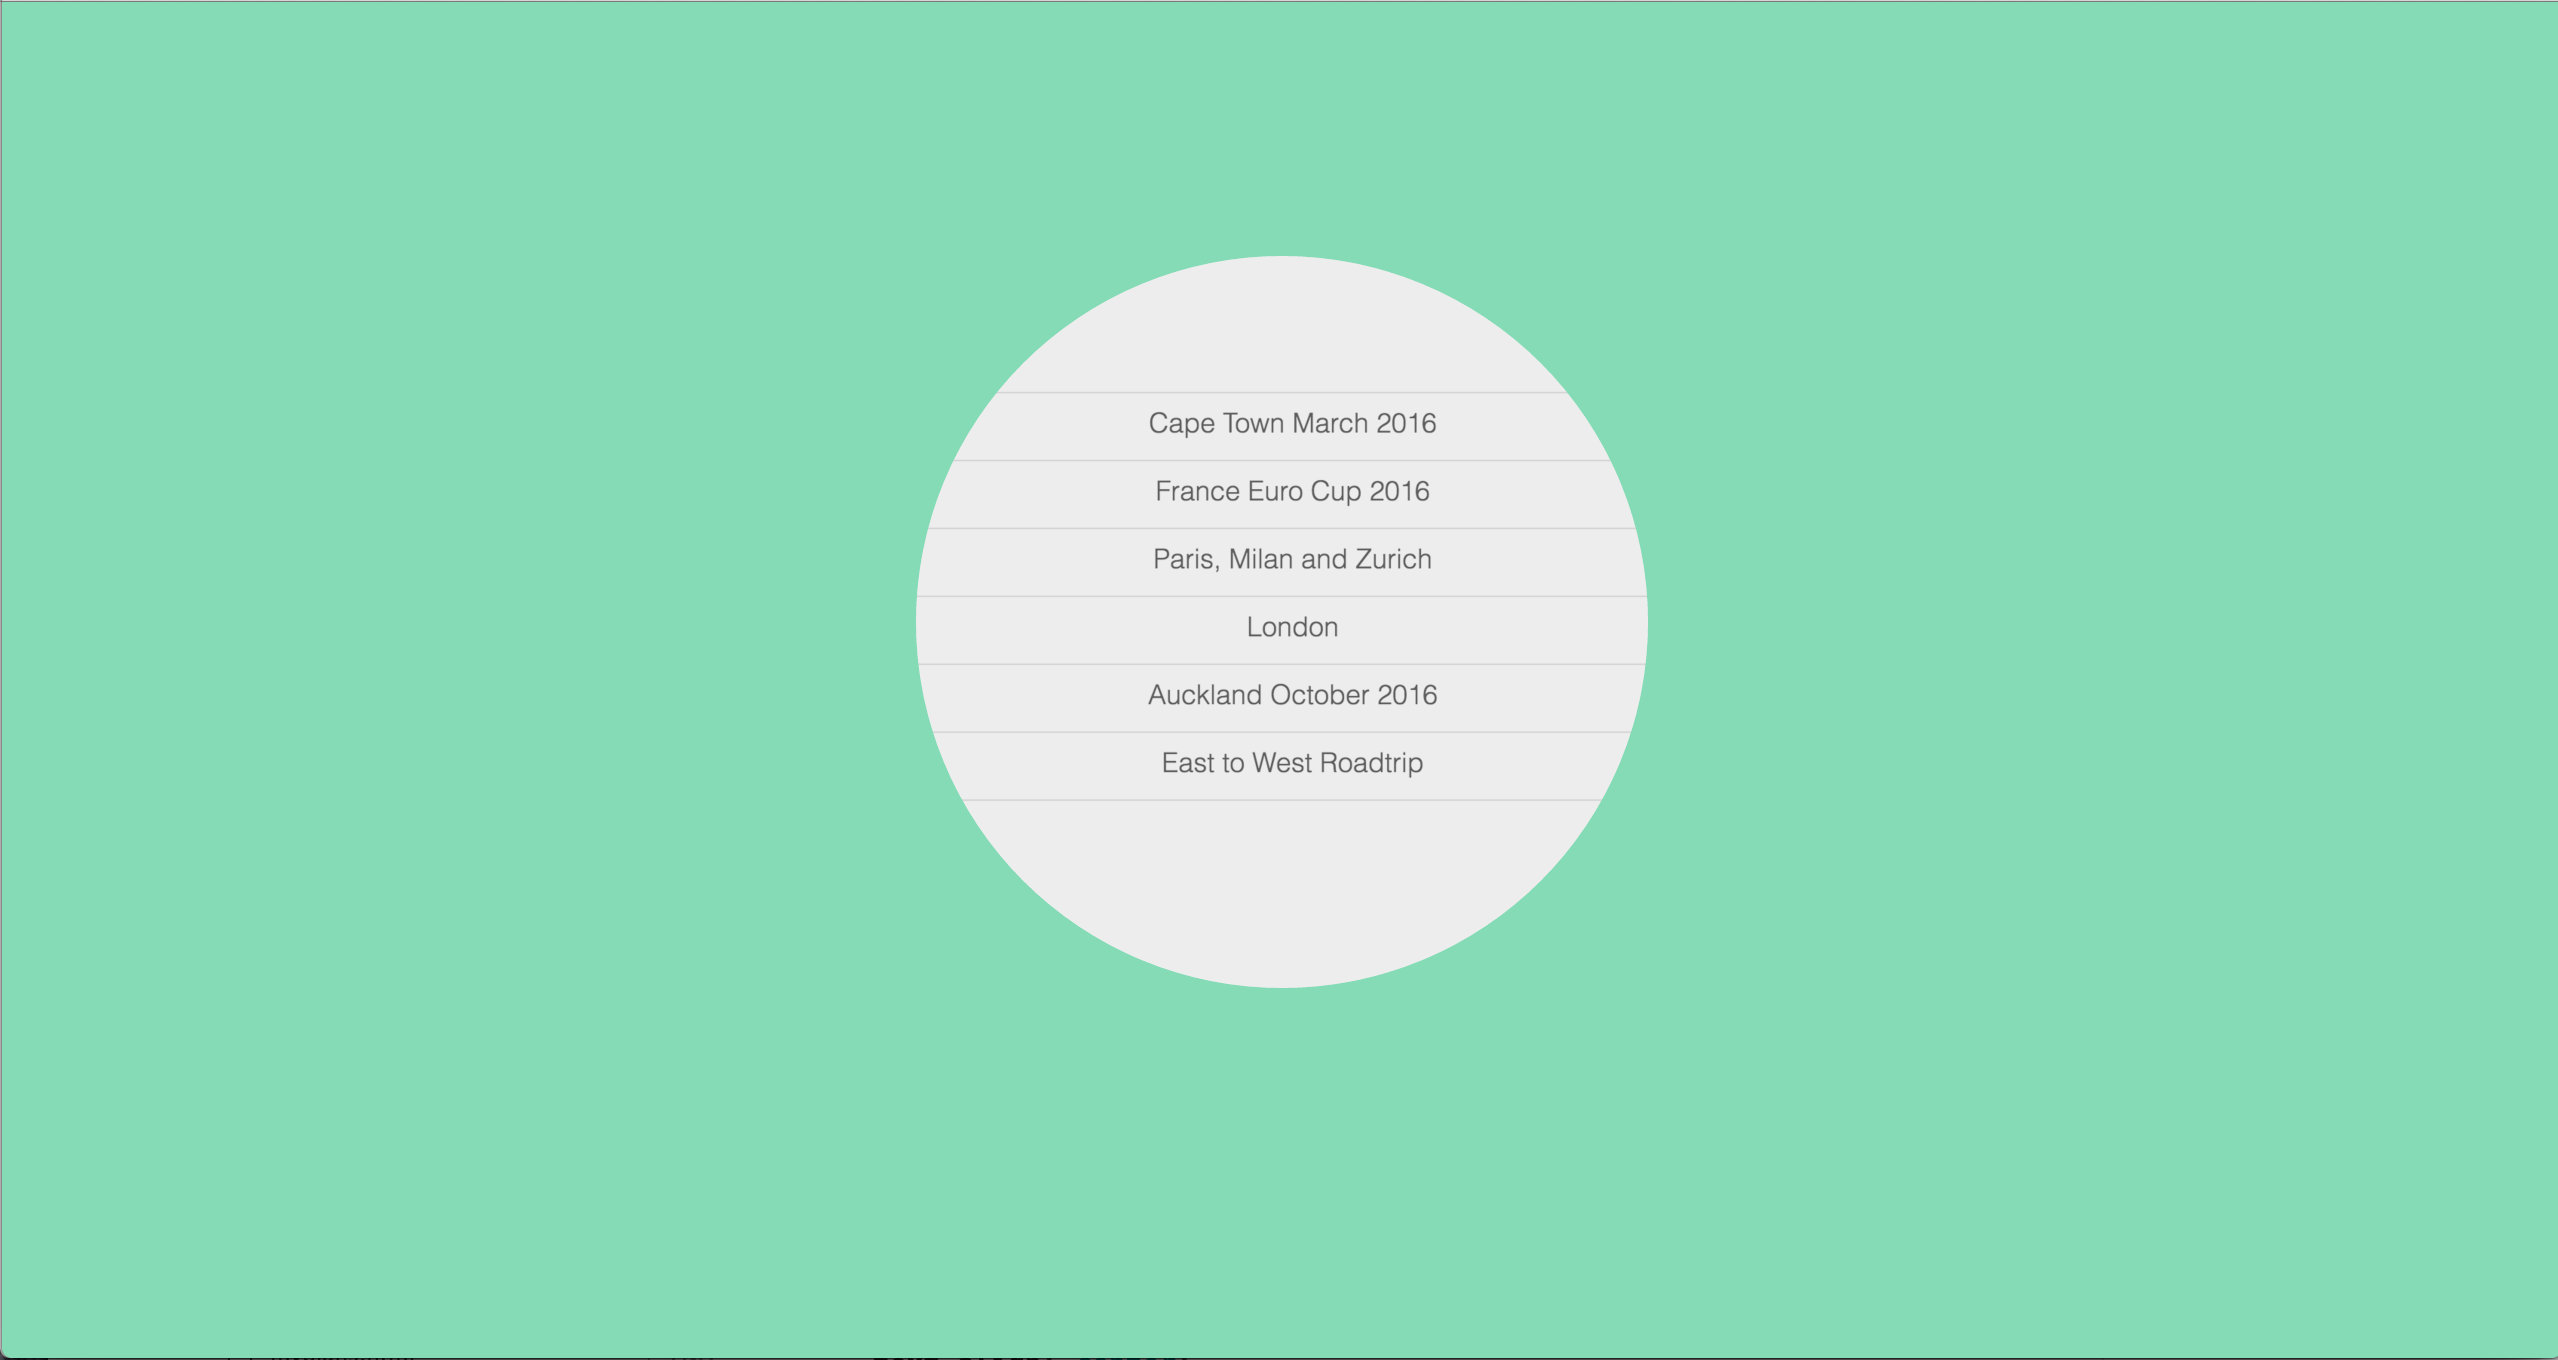 Cape Town March 2016
France Euro Cup 2016
Paris, Milan and Zurich
London
Auckland October 2016
East to West Roadtrip